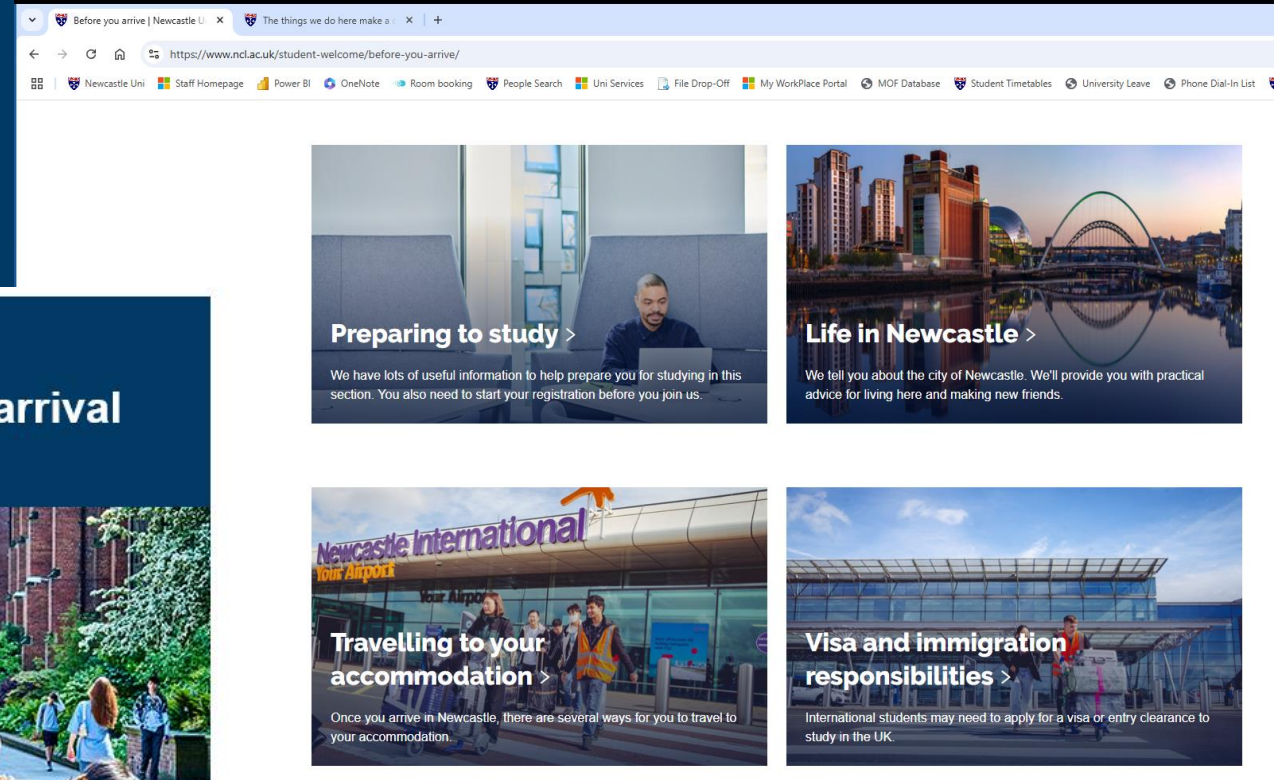 Before you arrive | Newcastle U
The things we do here make a
https://www.ncl.ac.uk/student-welcome/before-you-arrive/
Newcastle Uni Staff Homepage Power BI OneNote Room booking People Search Uni Services File Drop-Off My WorkPlace Portal MOF Database Student Timetables University Leave Phone Dial-In List
arrival
Preparing to study >
We have lots of useful information to help prepare you for studying in this
section. You also need to start your registration before you join us.
Life in Newcastle >
We tell you about the city of Newcastle. We'll provide you with practical
advice for living here and making new friends.
Newcastle International
Your Airport
Your Airport
Travelling to your
accommodation >
Once you arrive in Newcastle, there are several ways for you to travel to
your accommodation.
Visa and immigration
responsibilities >
International students may need to apply for a visa or entry clearance to
study in the UK.